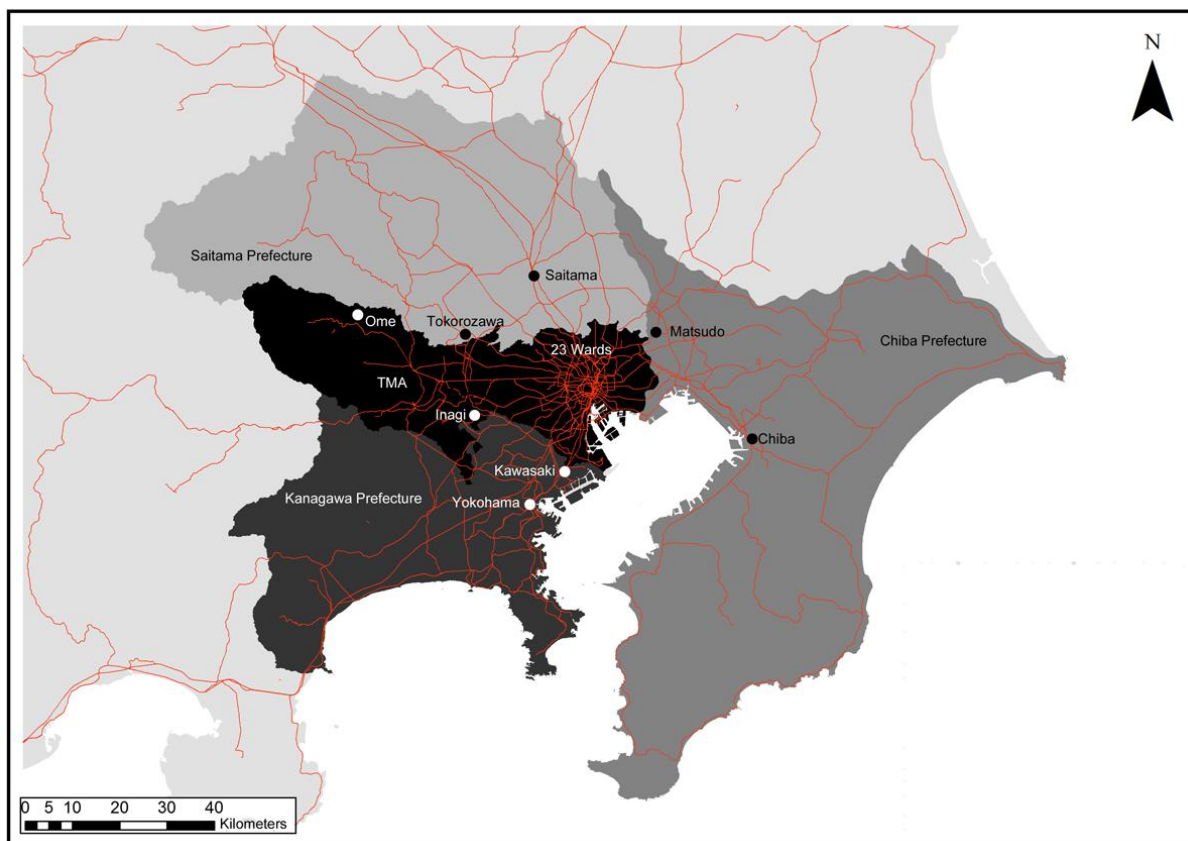 N
Saitama Prefecture
Saitama
Ome
Tokorozawa
Matsudo
23 Wards
Chiba Prefecture
TMA
Inagi
Chiba
Kawasaki
Kanagawa Prefecture
Yokohama
0 5 10 20 30 40
Kilometers